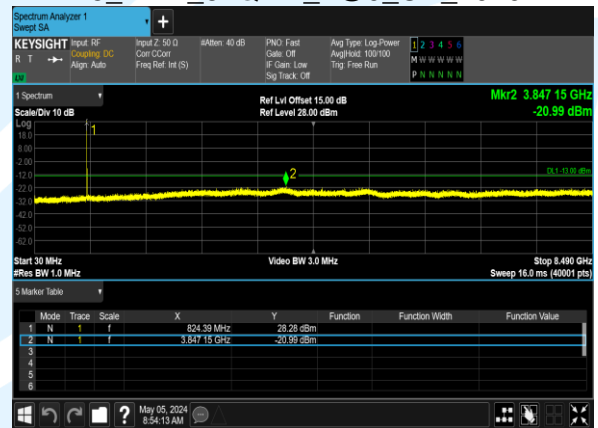 Spectrum Analyzer 1
Swept SA
+
KEYSIGHT Input: RF Input Z: 50 Ω #Atten: 40 dB PNO: Fast Avg Type: Log-Power 1 2 3 4 5 6
R T Coupling: DC Corr CCorr Gate: Off Avg|Hold: 100/100 M W W W W W
Align: Auto Freq Ref: Int (S) IF Gain: Low Trig: Free Run
Sig Track: Off P N N N N N
1 Spectrum Ref Lvl Offset 15.00 dB Mkr2 3.847 15 GHz
Scale/Div 10 dB Ref Level 28.00 dBm -20.99 dBm
Log
18.0
8.00
-2.00
-12.0
-22.0
-32.0
-42.0
-52.0
-62.0
1
2
DL1 -13.00 dBm
Start 30 MHz Video BW 3.0 MHz Stop 8.490 GHz
#Res BW 1.0 MHz Sweep 16.0 ms (40001 pts)
5 Marker Table
Mode Trace Scale X Y Function Function Width Function Value
1 N 1 f 824.39 MHz 28.28 dBm
2 N 1 f 3.847 15 GHz -20.99 dBm
3
4
5
6
? May 05, 2024
8:54:13 AM